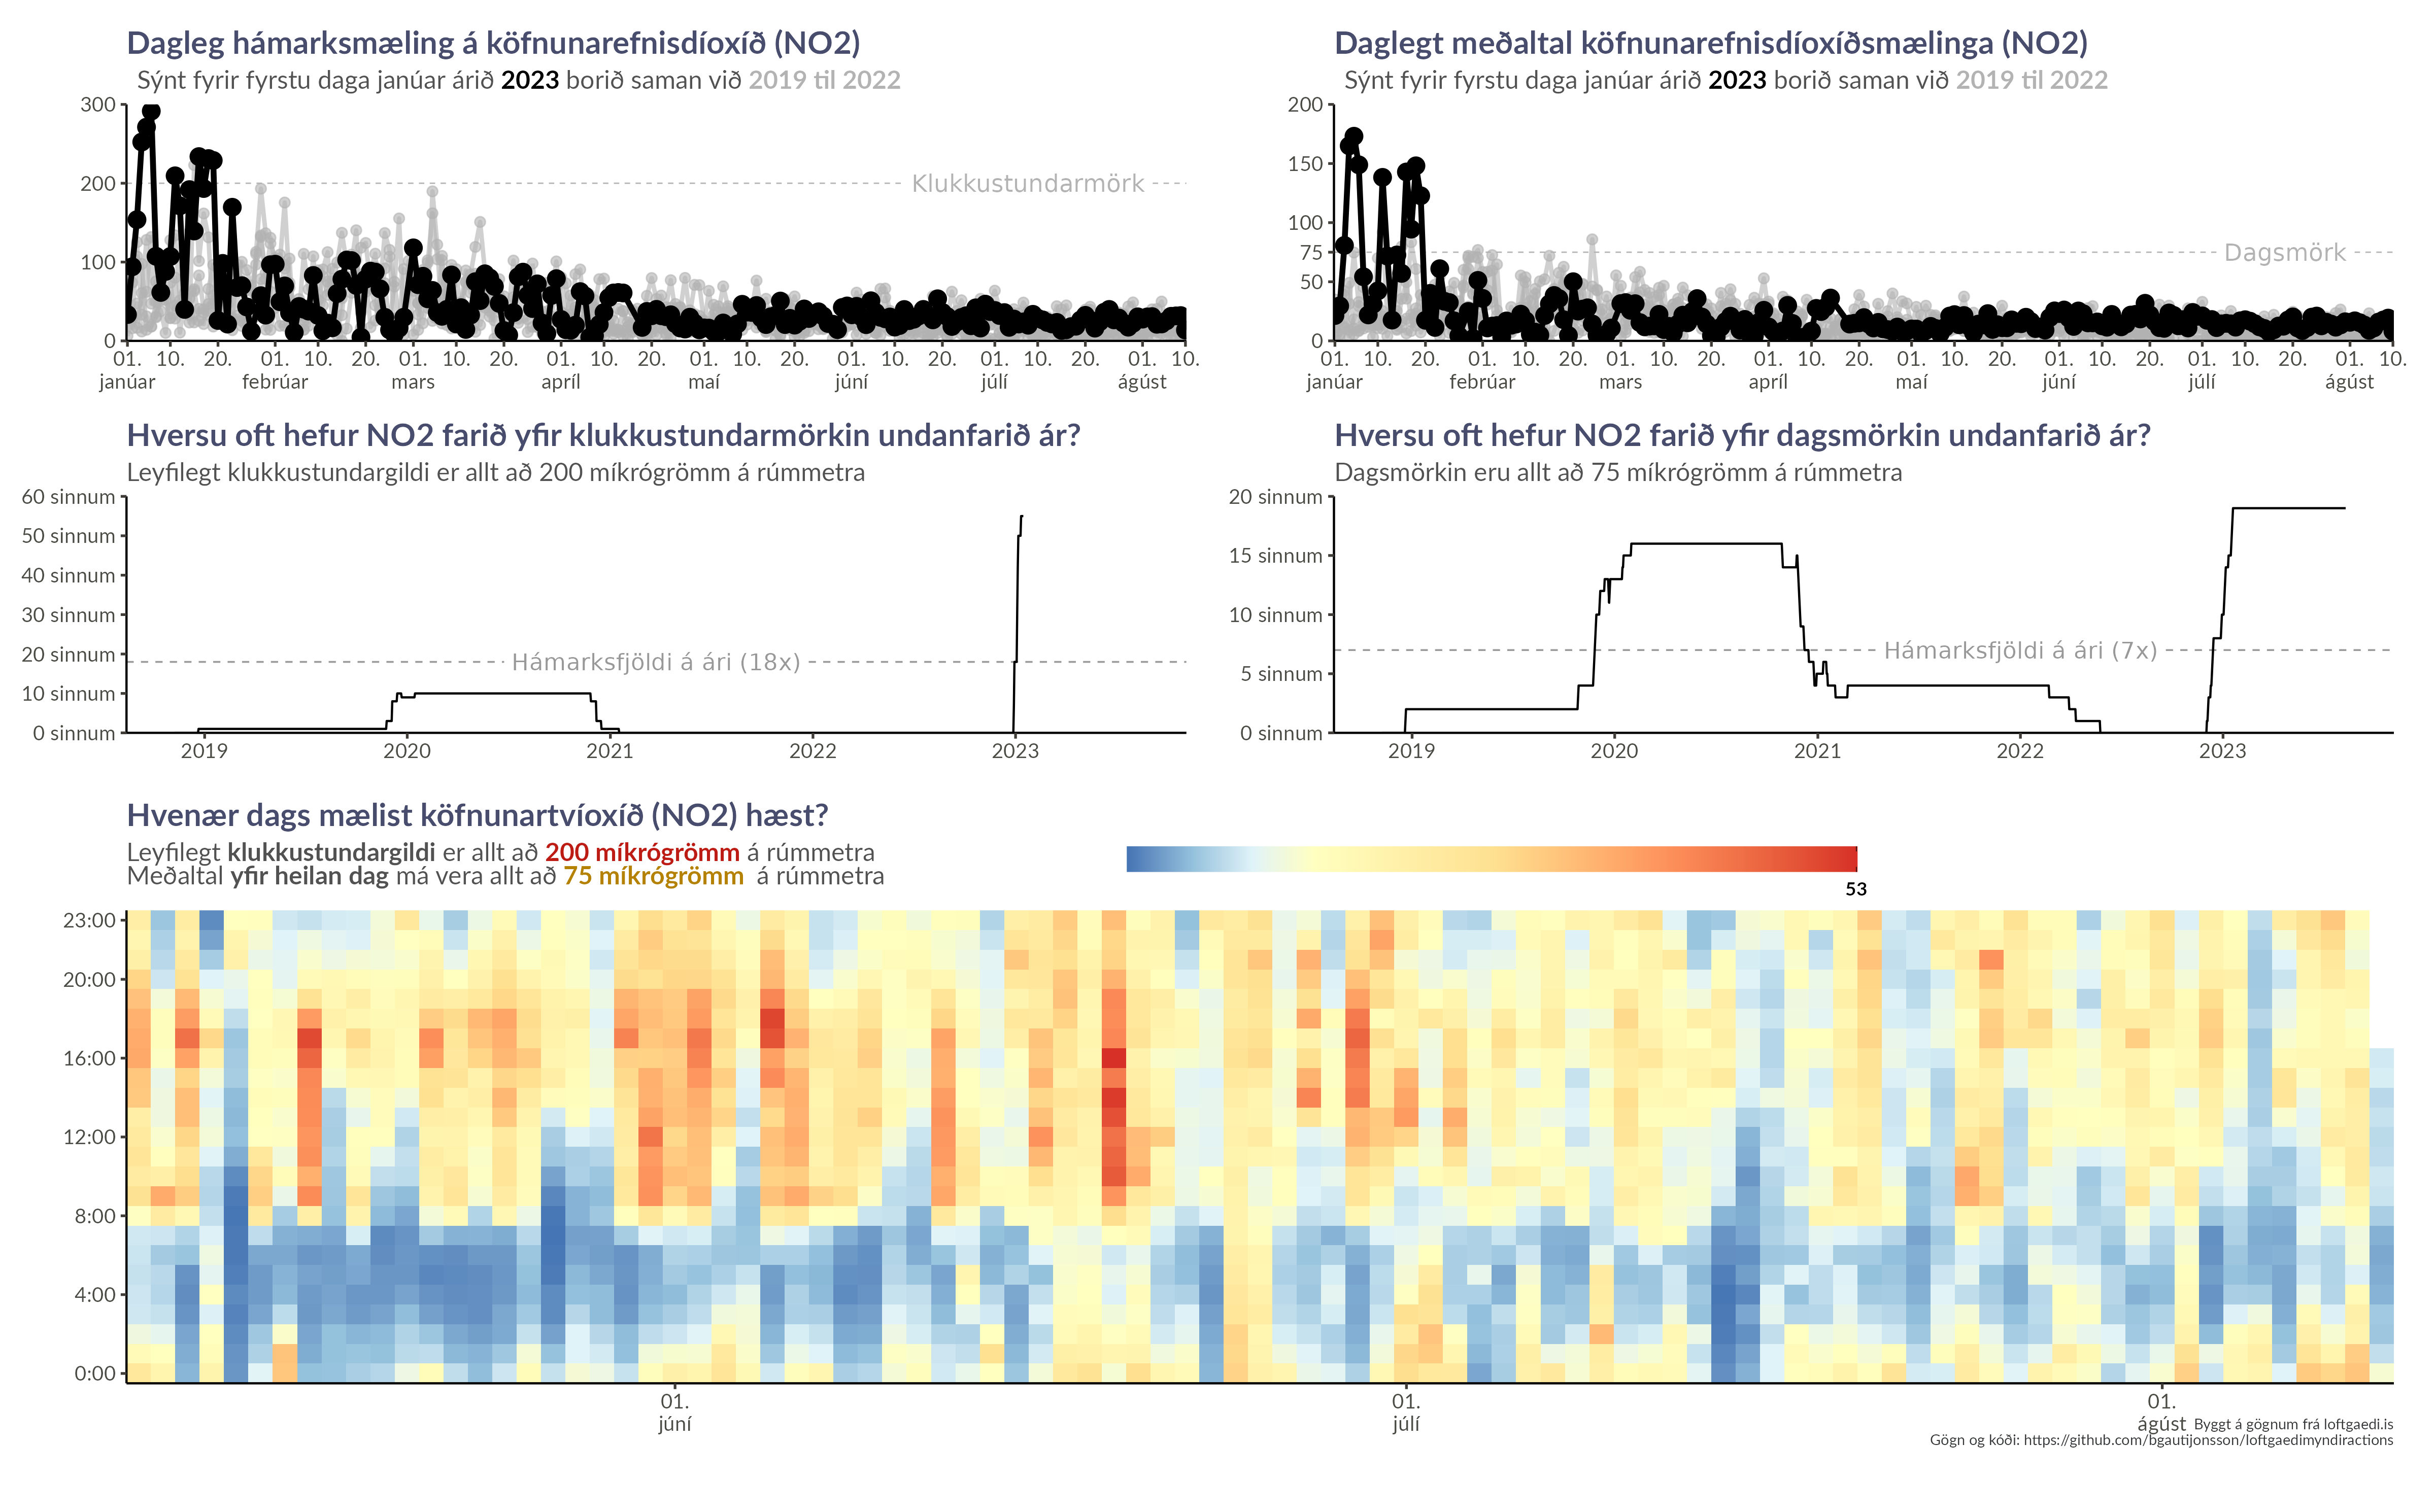 Dagleg hámarksmæling á köfnunarefnisdíoxíð (NO2)
Sýnt fyrir fyrstu daga janúar árið 2023 borið saman við 2019 til 2022
300
200
100
0
Klukkustundarmörk
01. 10. 20. 01. 10. 20. 01. 10. 20. 01. 10. 20. 01. 10. 20. 01. 10. 20. 01. 10. 20. 01. 10.
janúar febrúar mars apríl maí júní júlí ágúst
Daglegt meðaltal köfnunarefnisdíoxíðsmælinga (NO2)
Sýnt fyrir fyrstu daga janúar árið 2023 borið saman við 2019 til 2022
200
150
100
75
50
0
Dagsmörk
01. 10. 20. 01. 10. 20. 01. 10. 20. 01. 10. 20. 01. 10. 20. 01. 10. 20. 01. 10. 20. 01. 10.
janúar febrúar mars apríl maí júní júlí ágúst
Hversu oft hefur NO2 farið yfir klukkustundarmörkin undanfarið ár?
Leyfilegt klukkustundargildi er allt að 200 míkrógrömm á rúmmetra
60 sinnum
50 sinnum
40 sinnum
30 sinnum
20 sinnum
10 sinnum
0 sinnum
Hámarksfjöldi á ári (18x)
2019 2020 2021 2022 2023
Hversu oft hefur NO2 farið yfir dagsmörkin undanfarið ár?
Dagsmörkin eru allt að 75 míkrógrömm á rúmmetra
20 sinnum
15 sinnum
10 sinnum
5 sinnum
0 sinnum
Hámarksfjöldi á ári (7x)
2019 2020 2021 2022 2023
Hvenær dags mælist köfnunartvíoxíð (NO2) hæst?
Leyfilegt klukkustundargildi er allt að 200 míkrógrömm á rúmmetra
Meðaltal yfir heilan dag má vera allt að 75 míkrógrömm á rúmmetra
53
23:00
20:00
16:00
12:00
8:00
4:00
0:00
01. 01. 01.
júní júlí ágúst
Byggt á gögnum frá loftgaedi.is
Gögn og kóði: https://github.com/bgautijonsson/loftgaedimyndiractions